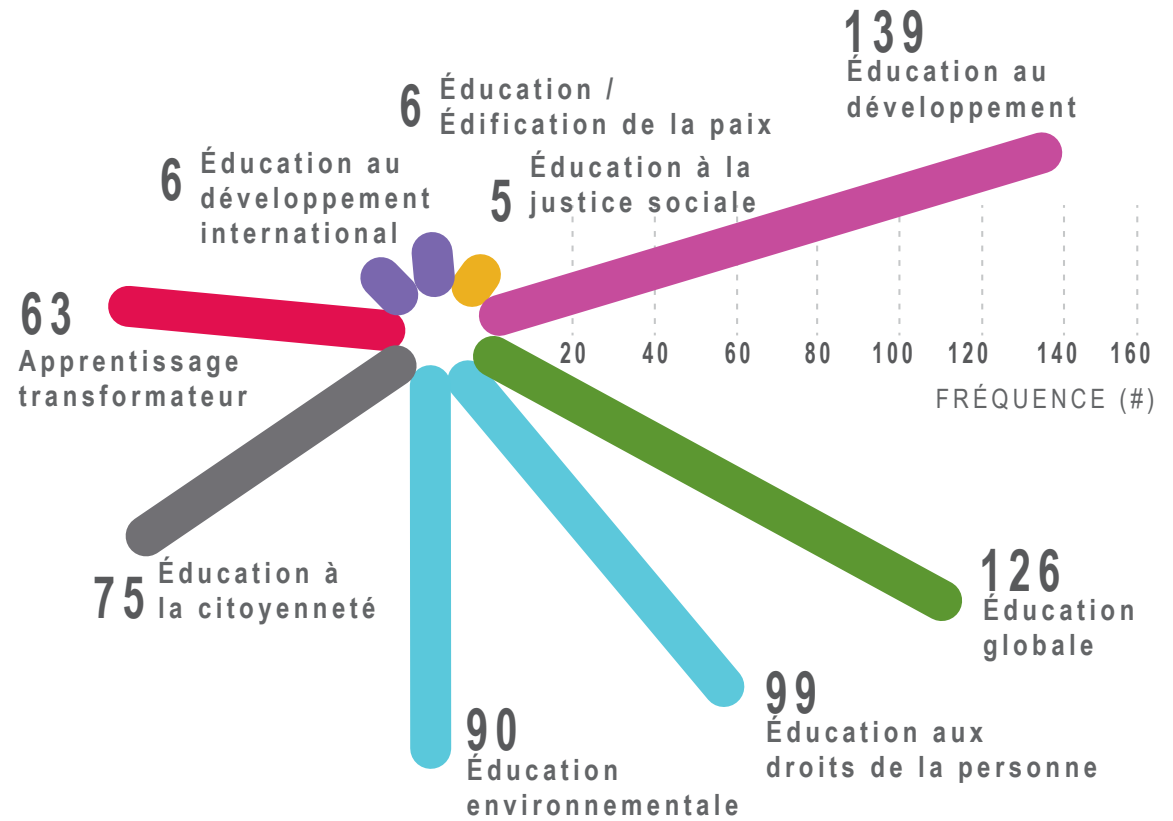 139
Éducation au
développement
6
Éducation /
Édification de la paix
6
Éducation au
développement
international
5
Éducation à la
justice sociale
63
Apprentissage
transformateur
20 40 60 80 100 120 140 160
FRÉQUENCE (#)
75
Éducation à
la citoyenneté
126
Éducation
globale
99
Éducation aux
droits de la personne
90
Éducation
environnementale